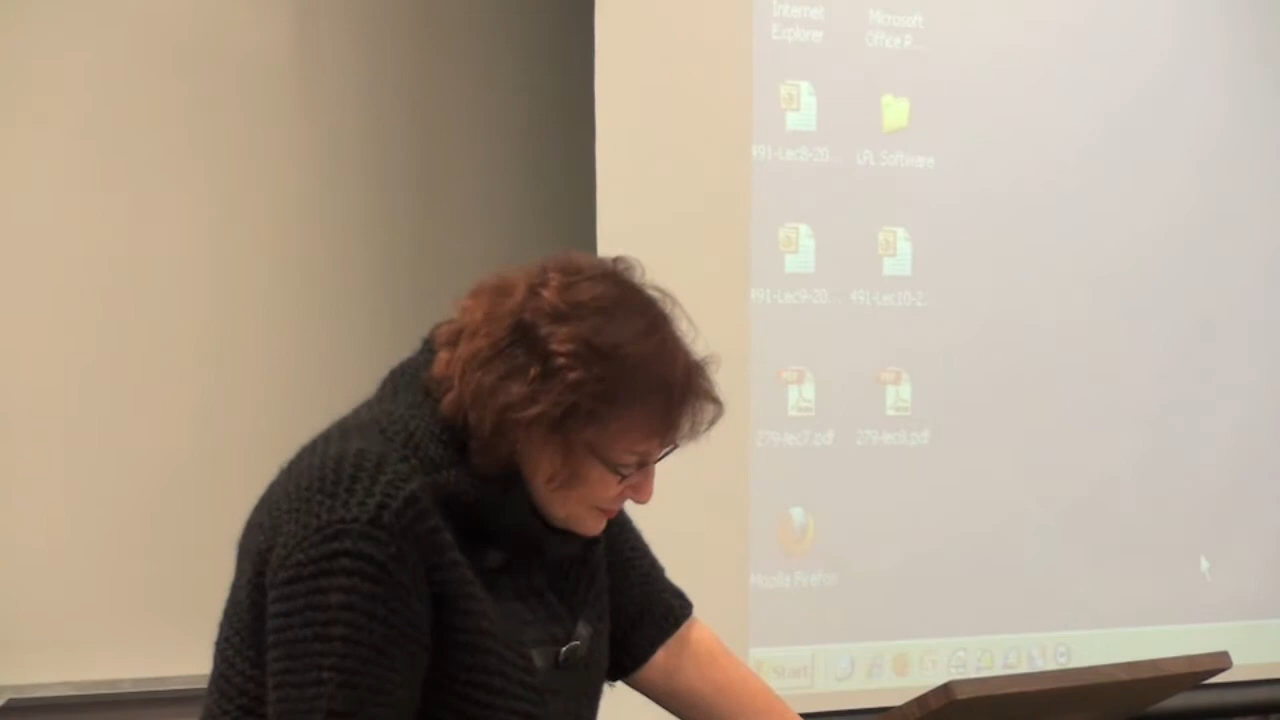 Internet
Explorer
Microsoft
Office P...
491-Lec8-20...
LFL Software
491-Lec9-20...
491-Lec10-2...
279-lec7.pdf
279-lec8.pdf
Mozilla Firefox
Start